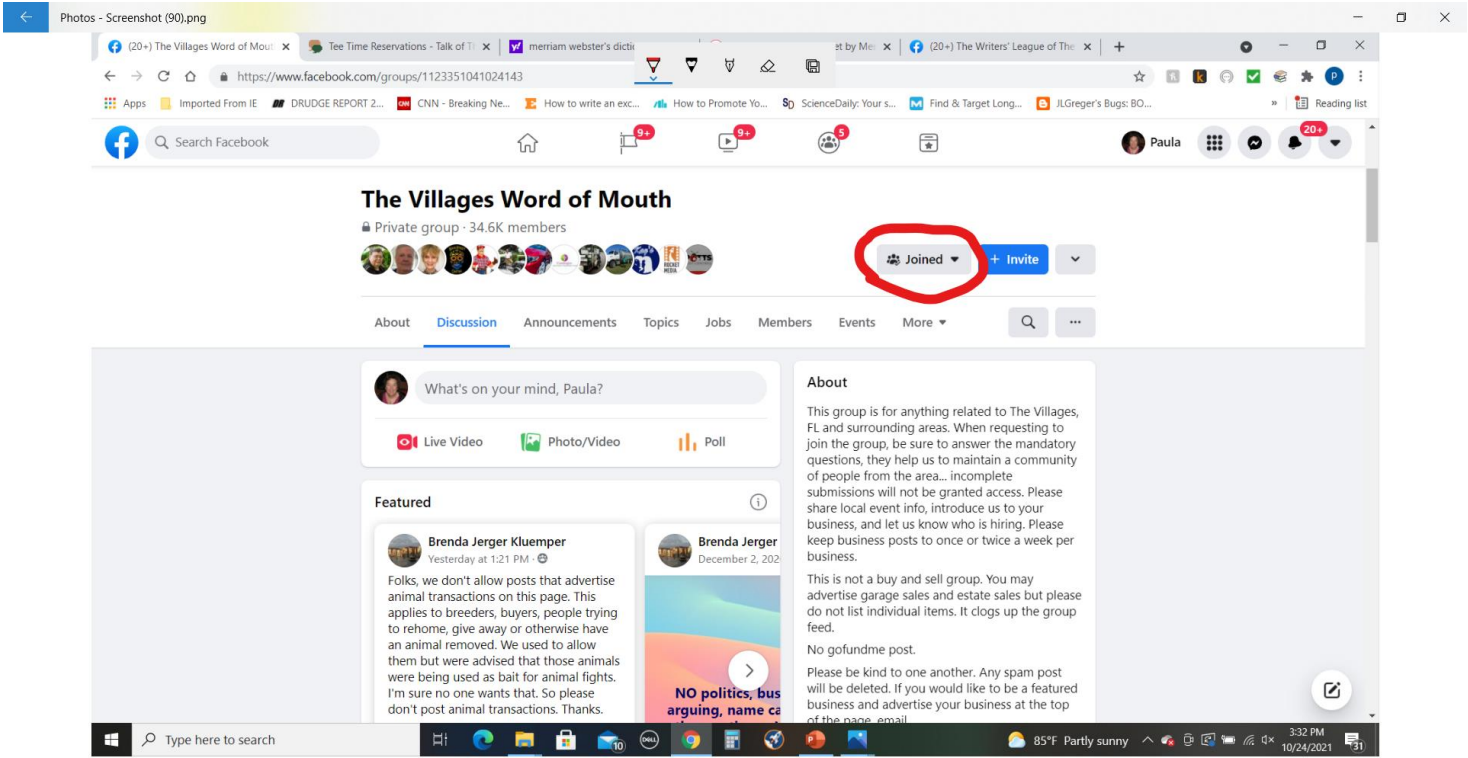 Photos - Screenshot (90).png
(20+) The Villages Word of Mout
Tee Time Reservations - Talk of T
merriam webster's dictio
et by Me
(20+) The Writers' League of The
https://www.facebook.com/groups/1123351041024143
Apps
Imported From IE
DRUDGE REPORT 2...
CNN - Breaking Ne...
How to write an exc...
How to Promote Yo...
ScienceDaily: Your s...
Find & Target Long...
JLGreger's Bugs: BO...
»
Reading list
Search Facebook
9+
9+
5
Paula
20+
The Villages Word of Mouth
Private group · 34.6K members
Joined
+ Invite
About
Discussion
Announcements
Topics
Jobs
Members
Events
More
What's on your mind, Paula?
Live Video
Photo/Video
Poll
Featured
Brenda Jerger Kluemper
Yesterday at 1:21 PM ·
Folks, we don't allow posts that advertise
animal transactions on this page. This
applies to breeders, buyers, people trying
to rehome, give away or otherwise have
an animal removed. We used to allow
them but were advised that those animals
were being used as bait for animal fights.
I'm sure no one wants that. So please
don't post animal transactions. Thanks.
Brenda Jerger
December 2, 202
NO politics, bus
arguing, name ca
About
This group is for anything related to The Villages,
FL and surrounding areas. When requesting to
join the group, be sure to answer the mandatory
questions, they help us to maintain a community
of people from the area... incomplete
submissions will not be granted access. Please
share local event info, introduce us to your
business, and let us know who is hiring. Please
keep business posts to once or twice a week per
business.
This is not a buy and sell group. You may
advertise garage sales and estate sales but please
do not list individual items. It clogs up the group
feed.
No gofundme post.
Please be kind to one another. Any spam post
will be deleted. If you would like to be a featured
business and advertise your business at the top
of the page, email
Type here to search
10
DELL
85°F Partly sunny
3:32 PM
10/24/2021
31